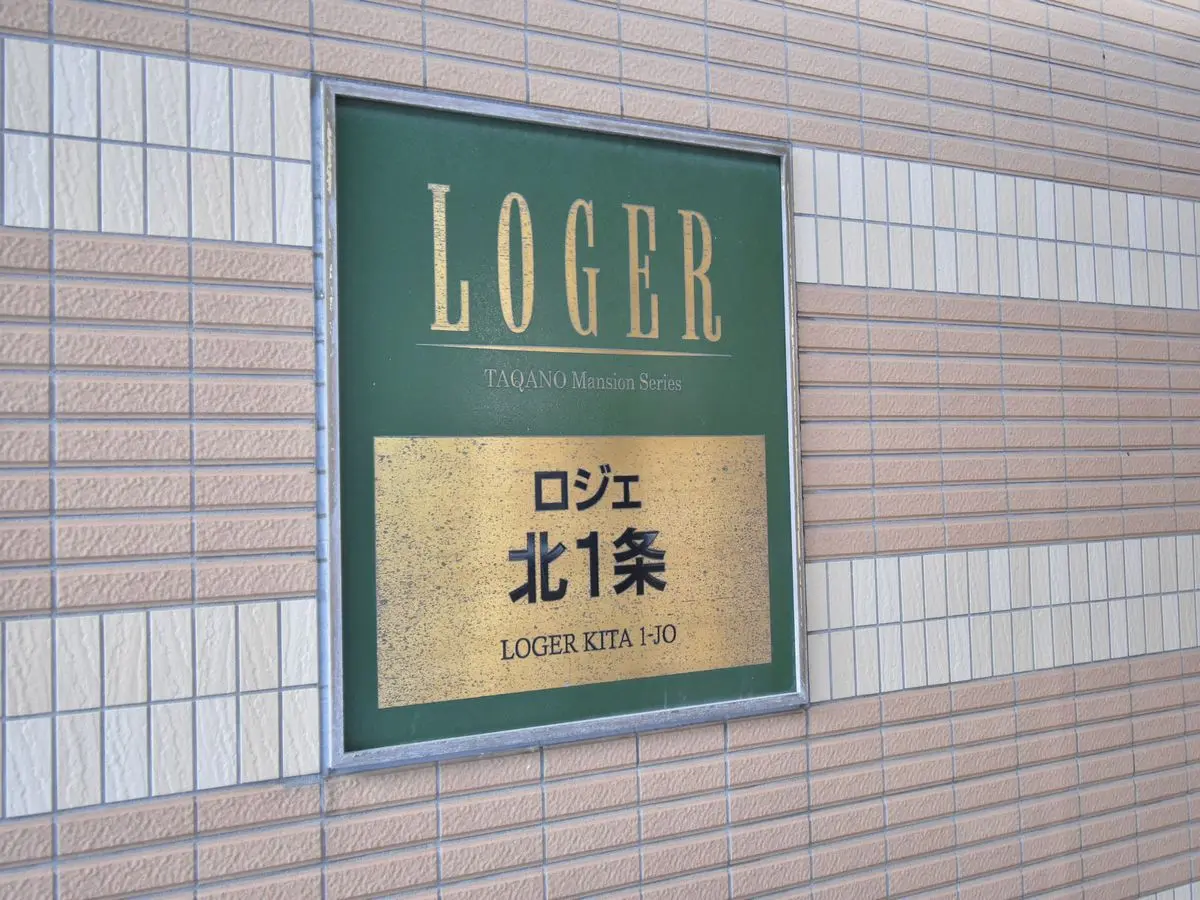 LOGER
TAQANO Mansion Series
ロジェ
北1条
LOGER KITA 1-JO